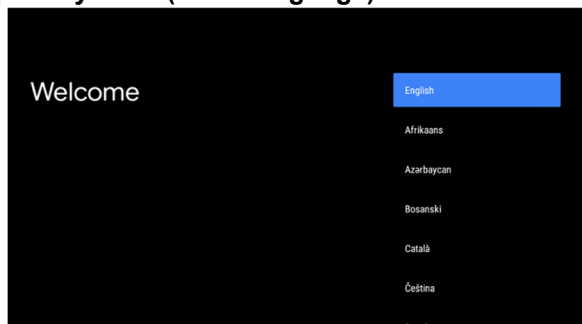 Welcome
English
Afrikaans
Azərbaycan
Bosanski
Català
Čeština